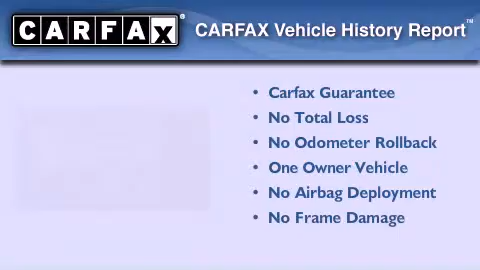 CARFAX® CARFAX Vehicle History Report™
• Carfax Guarantee
• No Total Loss
• No Odometer Rollback
• One Owner Vehicle
• No Airbag Deployment
• No Frame Damage